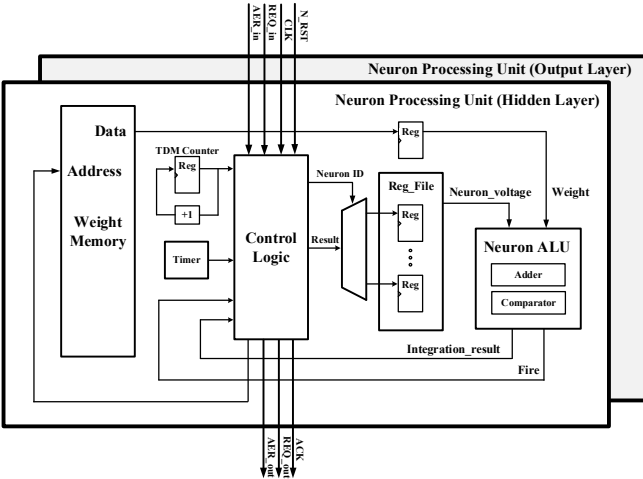 AER_in
REQ_in
CLK
N_RST
Neuron Processing Unit (Output Layer)
Neuron Processing Unit (Hidden Layer)
Data
Address
Weight
Memory
TDM Counter
Reg
+1
Timer
Control
Logic
Neuron ID
Result
Reg_File
Reg
Reg
Reg
Neuron_voltage
Weight
Neuron ALU
Adder
Comparator
Integration_result
Fire
AER_out
REQ_out
ACK